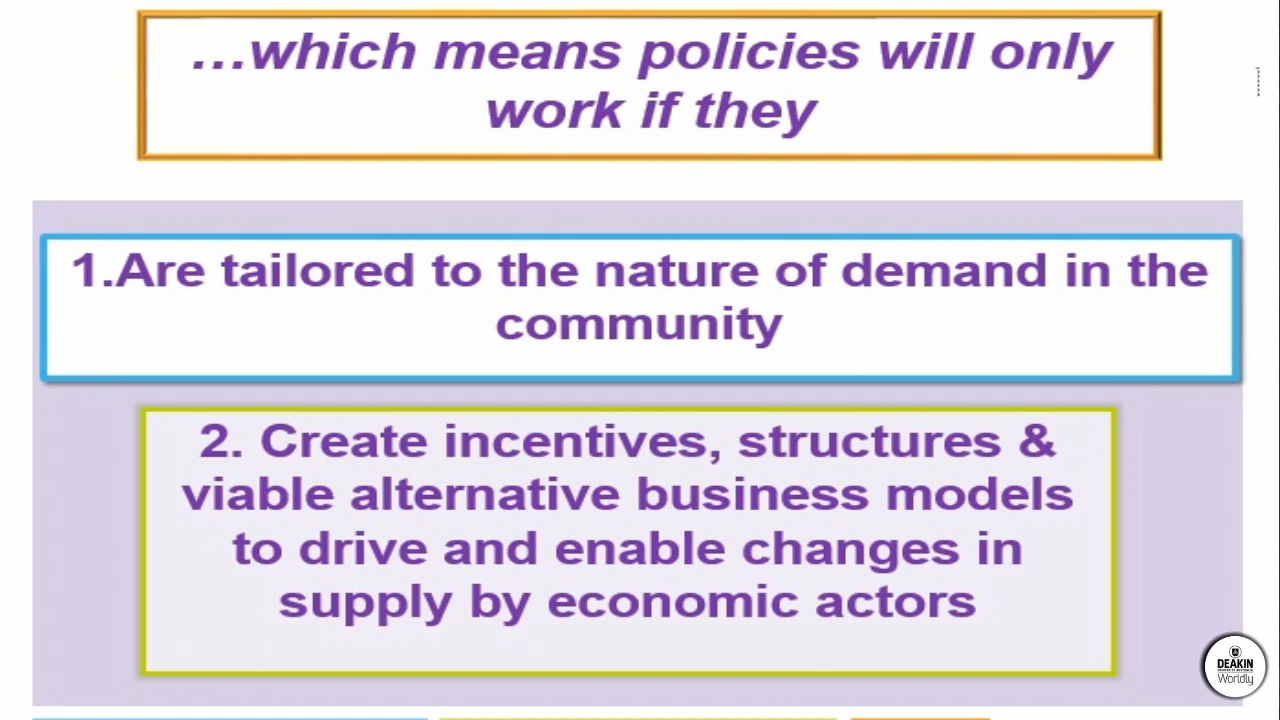 ...which means policies will only
work if they
1.Are tailored to the nature of demand in the
community
2. Create incentives, structures &
viable alternative business models
to drive and enable changes in
supply by economic actors
DEAKIN
Worldly